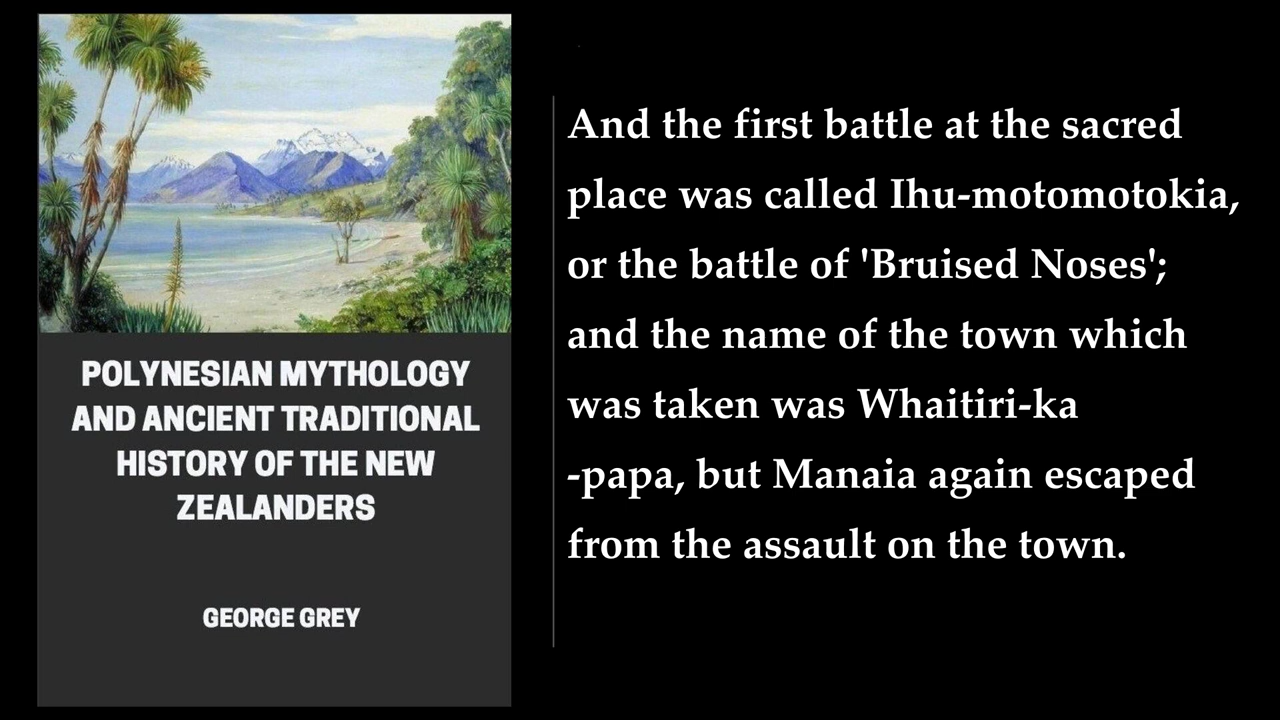 POLYNESIAN MYTHOLOGY
AND ANCIENT TRADITIONAL
HISTORY OF THE NEW
ZEALANDERS
GEORGE GREY
And the first battle at the sacred
place was called Ihu-motomotokia,
or the battle of 'Bruised Noses';
and the name of the town which
was taken was Whaitiri-ka
-papa, but Manaia again escaped
from the assault on the town.